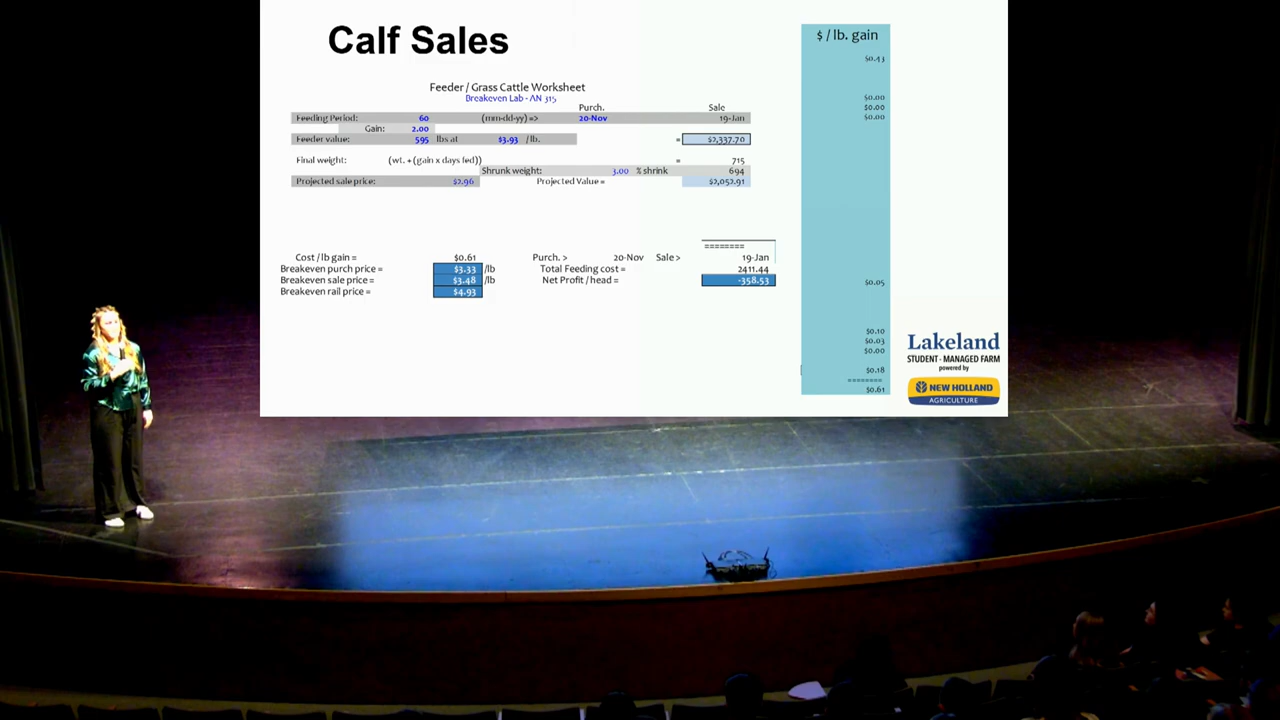 Calf Sales
Feeder / Grass Cattle Worksheet
Breakeven Lab - AN 315
Purch. Sale
Feeding Period: 60 (mm-dd-yy) => 20-Nov 19-Jan
Gain: 2.00
Feeder value: 595 lbs at $3.93 / lb. = $2,337.70
Final weight: (wt. + (gain x days fed)) = 715
Shrunk weight: 3.00 % shrink 694
Projected sale price: $2.96 Projected Value = $2,052.91
========
Cost / lb gain = $0.61 Purch. > 20-Nov Sale > 19-Jan
Breakeven purch price = $3.33 /lb Total Feeding cost = 2411.44
Breakeven sale price = $3.48 /lb Net Profit / head = -358.53
Breakeven rail price = $4.93
$ / lb. gain
$0.43
$0.00
$0.00
$0.00
$0.05
$0.10
$0.03
$0.00
$0.18
========
$0.61
Lakeland
STUDENT - MANAGED FARM
powered by
NEW HOLLAND
AGRICULTURE